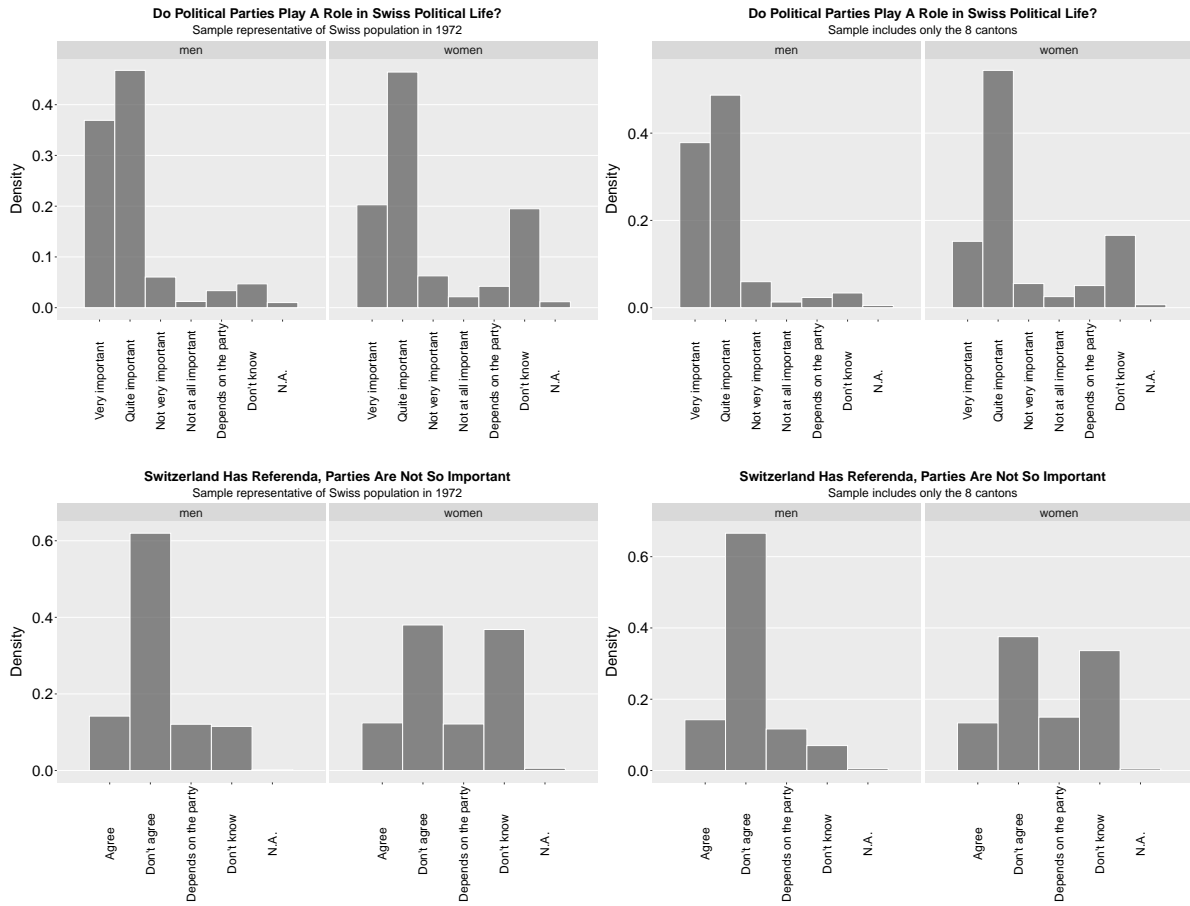 Do Political Parties Play A Role in Swiss Political Life?
Sample representative of Swiss population in 1972
men
women
0.4
0.3
0.2
0.1
0.0
Density
Very important
Quite important
Not very important
Not at all important
Depends on the party
Don't know
N.A.
Very important
Quite important
Not very important
Not at all important
Depends on the party
Don't know
N.A.
Do Political Parties Play A Role in Swiss Political Life?
Sample includes only the 8 cantons
men
women
0.4
0.2
0.0
Density
Very important
Quite important
Not very important
Not at all important
Depends on the party
Don't know
N.A.
Very important
Quite important
Not very important
Not at all important
Depends on the party
Don't know
N.A.
Switzerland Has Referenda, Parties Are Not So Important
Sample representative of Swiss population in 1972
men
women
0.6
0.4
0.2
0.0
Density
Agree
Don't agree
Depends on the party
Don't know
N.A.
Agree
Don't agree
Depends on the party
Don't know
N.A.
Switzerland Has Referenda, Parties Are Not So Important
Sample includes only the 8 cantons
men
women
0.6
0.4
0.2
0.0
Density
Agree
Don't agree
Depends on the party
Don't know
N.A.
Agree
Don't agree
Depends on the party
Don't know
N.A.